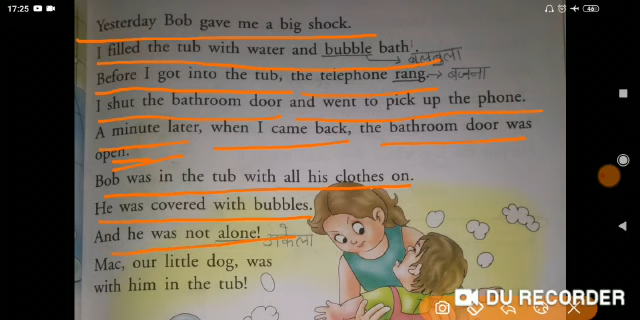 17:25
46
Yesterday Bob gave me a big shock.
I filled the tub with water and bubble bath.
बुलबुला
Before I got into the tub, the telephone rang.
बजना
I shut the bathroom door and went to pick up the phone.
A minute later, when I came back, the bathroom door was
open.
Bob was in the tub with all his clothes on.
He was covered with bubbles.
And he was not alone!
अकेला
Mac, our little dog, was
with him in the tub!
DU RECORDER